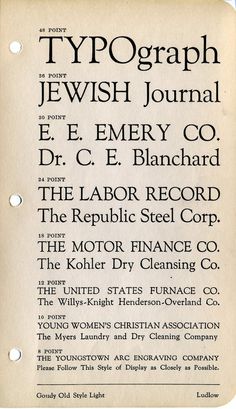 48 POINT
TYPOgraph
36 POINT
JEWISH Journal
30 POINT
E. E. EMERY CO.
Dr. C. E. Blanchard
24 POINT
THE LABOR RECORD
The Republic Steel Corp.
18 POINT
THE MOTOR FINANCE CO.
The Kohler Dry Cleansing Co.
12 POINT
THE UNITED STATES FURNACE CO.
The Willys-Knight Henderson-Overland Co.
10 POINT
YOUNG WOMEN'S CHRISTIAN ASSOCIATION
The Myers Laundry and Dry Cleaning Company
8 POINT
THE YOUNGSTOWN ARC ENGRAVING COMPANY
Please Follow This Style of Display as Closely as Possible.
Goudy Old Style Light Ludlow